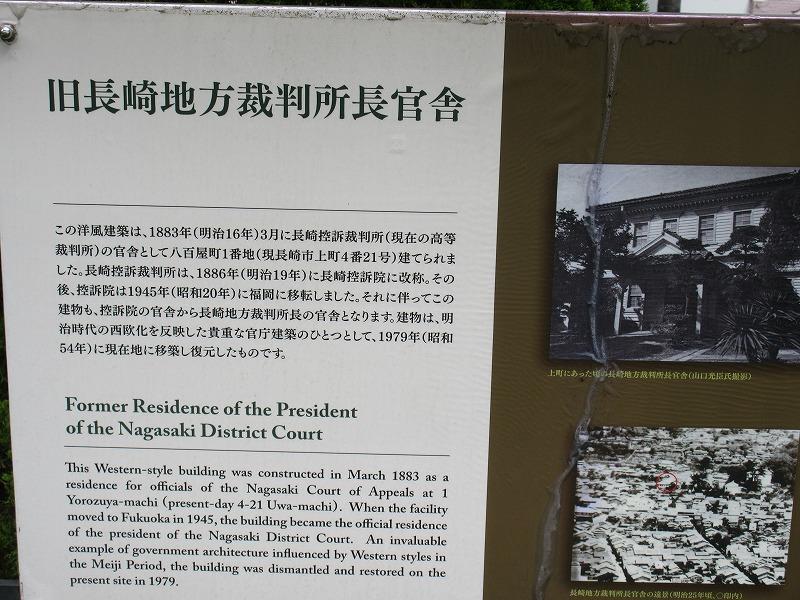 旧長崎地方裁判所長官舎
この洋風建築は、1883年(明治16年)3月に長崎控訴裁判所(現在の高等
裁判所)の官舎として八百屋町1番地(現長崎市上町4番21号)建てられま
した。長崎控訴裁判所は、1886年(明治19年)に長崎控訴院に改称。その
後、控訴院は1945年(昭和20年)に福岡に移転しました。それに伴ってこの
建物も、控訴院の官舎から長崎地方裁判所長の官舎となります。建物は、明
治時代の西欧化を反映した貴重な官庁建築のひとつとして、1979年(昭和
54年)に現在地に移築し復元したものです。
Former Residence of the President
of the Nagasaki District Court
This Western-style building was constructed in March 1883 as a
residence for officials of the Nagasaki Court of Appeals at 1
Yorozuya-machi (present-day 4-21 Uwa-machi). When the facility
moved to Fukuoka in 1945, the building became the official residence
of the president of the Nagasaki District Court. An invaluable
example of government architecture influenced by Western styles in
the Meiji Period, the building was dismantled and restored on the
present site in 1979.
上町にあった頃の長崎地方裁判所長官舎(山口光臣氏撮影)
長崎地方裁判所長官舎の遠景(明治25年頃、○印内)